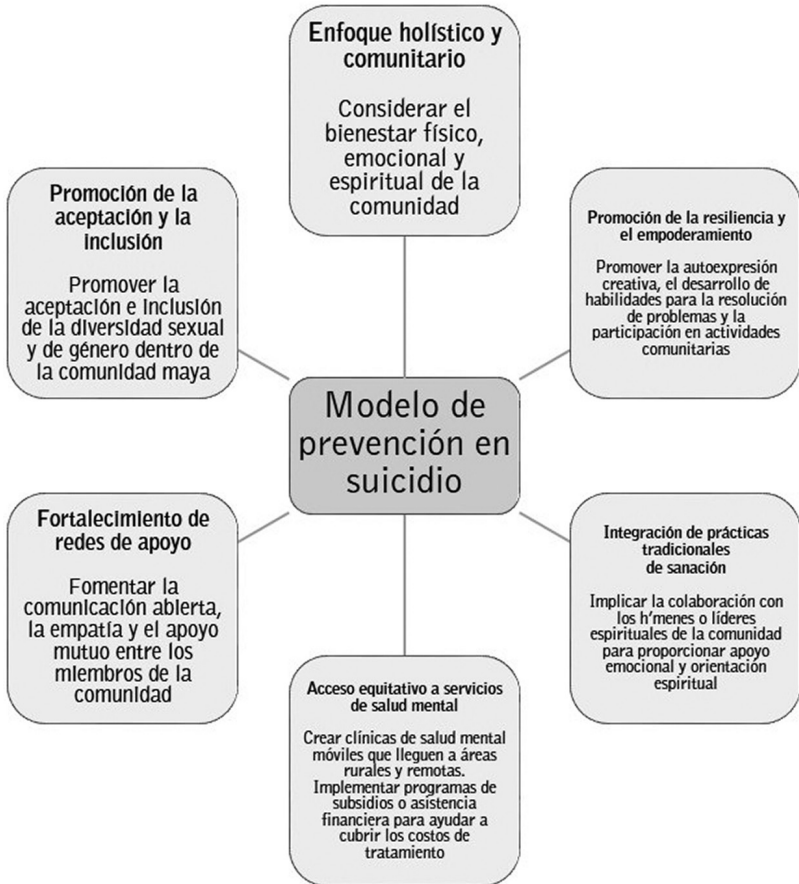 Enfoque holístico y
comunitario
Considerar el
bienestar físico,
emocional y
espiritual de la
comunidad
Promoción de la
aceptación y la
inclusión
Promover la
aceptación e inclusión
de la diversidad sexual
y de género dentro de
la comunidad maya
Promoción de la resiliencia y
el empoderamiento
Promover la autoexpresión
creativa, el desarrollo de
habilidades para la resolución
de problemas y la
participación en actividades
comunitarias
Modelo de
prevención en
suicidio
Fortalecimiento de
redes de apoyo
Fomentar la
comunicación abierta,
la empatía y el apoyo
mutuo entre los
miembros de la
comunidad
Integración de prácticas
tradicionales
de sanación
Implicar la colaboración con
los h’menes o líderes
espirituales de la comunidad
para proporcionar apoyo
emocional y orientación
espiritual
Acceso equitativo a servicios
de salud mental
Crear clínicas de salud mental
móviles que lleguen a áreas
rurales y remotas.
Implementar programas de
subsidios o asistencia
financiera para ayudar a
cubrir los costos de
tratamiento